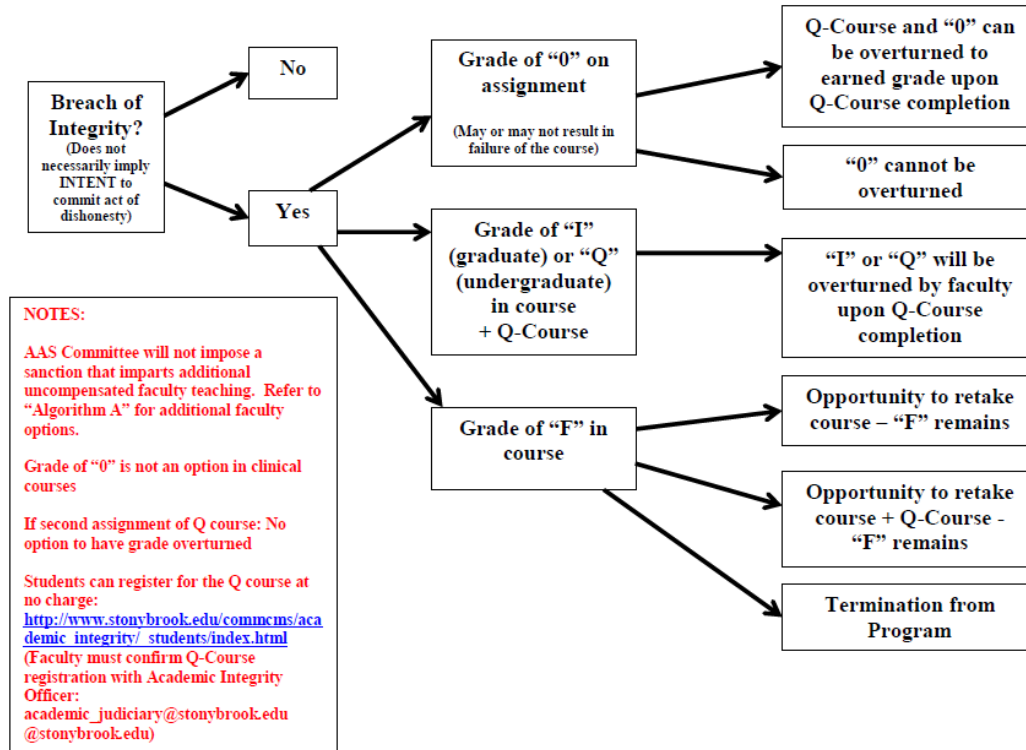 Breach of
Integrity?
(Does not
necessarily imply
INTENT to
commit act of
dishonesty)
No
Yes
Grade of “0” on
assignment
(May or may not result in
failure of the course)
Grade of “I”
(graduate) or “Q”
(undergraduate)
in course
+ Q-Course
Grade of “F” in
course
Q-Course and “0” can
be overturned to
earned grade upon
Q-Course completion
“0” cannot be
overturned
“I” or “Q” will be
overturned by faculty
upon Q-Course
completion
Opportunity to retake
course – “F” remains
Opportunity to retake
course + Q-Course -
“F” remains
Termination from
Program
NOTES:
AAS Committee will not impose a
sanction that imparts additional
uncompensated faculty teaching.  Refer to
“Algorithm A” for additional faculty
options.
Grade of “0” is not an option in clinical
courses
If second assignment of Q course: No
option to have grade overturned
Students can register for the Q course at
no charge:
http://www.stonybrook.edu/commcms/aca
demic_integrity/_students/index.html
(Faculty must confirm Q-Course
registration with Academic Integrity
Officer:
academic_judiciary@stonybrook.edu
@stonybrook.edu)